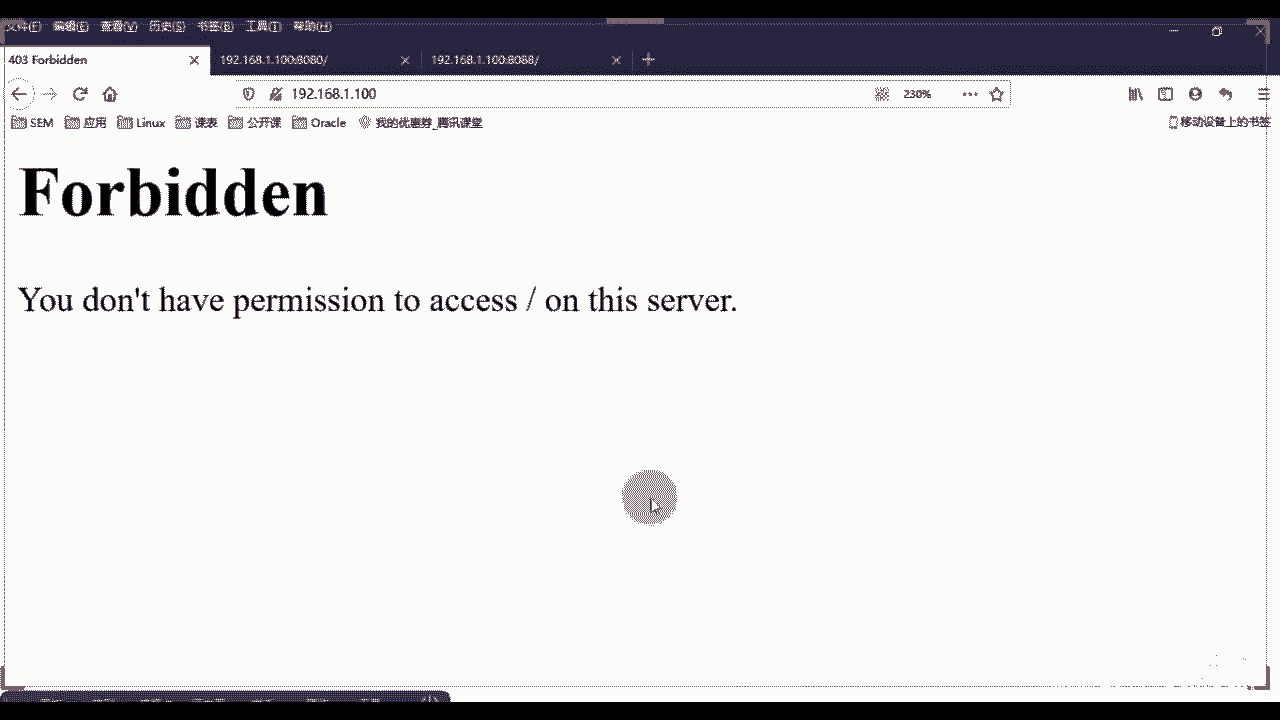 文件(F) 编辑(E) 查看(V) 历史(S) 书签(B) 工具(T) 帮助(H)
403 Forbidden
192.168.1.100:8080/
192.168.1.100:8088/
192.168.1.100
230%
SEM 应用 Linux 课表 公开课 Oracle 我的优惠券_腾讯课堂 移动设备上的书签
Forbidden
You don't have permission to access / on this server.